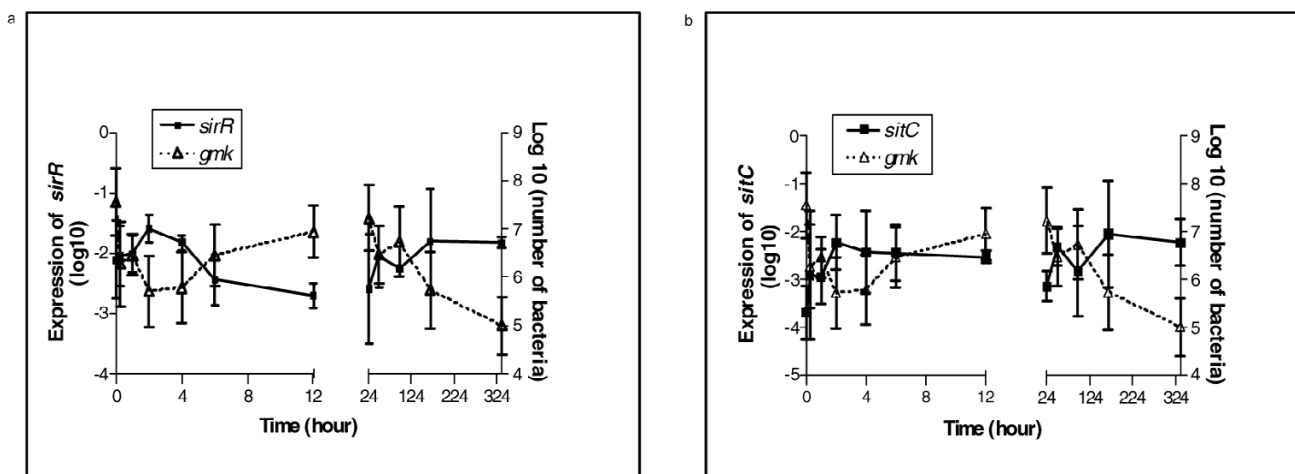 a
sirR
gmk
Expression of sirR
(log10)
0
-1
-2
-3
-4
0 4 8 12
24 124 224 324
9
8
7
6
5
4
Log 10 (number of bacteria)
Time (hour)
b
sitC
gmk
Expression of sitC
(log10)
0
-1
-2
-3
-4
-5
0 4 8 12
24 124 224 324
9
8
7
6
5
4
Log 10 (number of bacteria)
Time (hour)